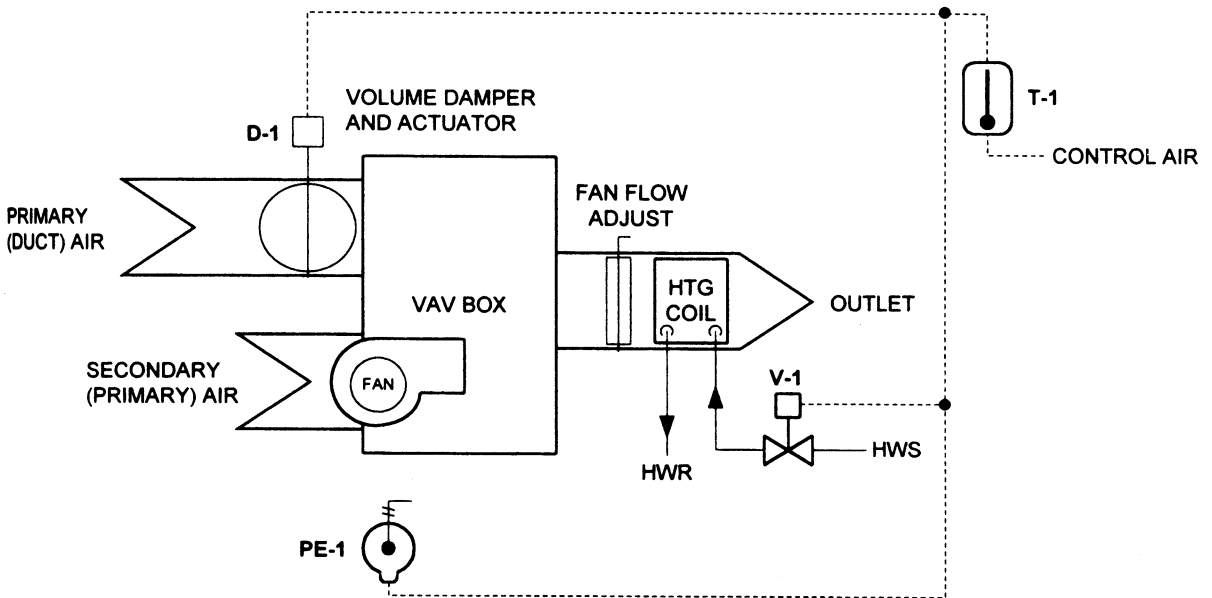 VOLUME DAMPER
AND ACTUATOR
D-1
T-1
CONTROL AIR
PRIMARY
(DUCT) AIR
FAN FLOW
ADJUST
VAV BOX
HTG
COIL
OUTLET
SECONDARY
(PRIMARY) AIR
FAN
V-1
HWR
HWS
PE-1